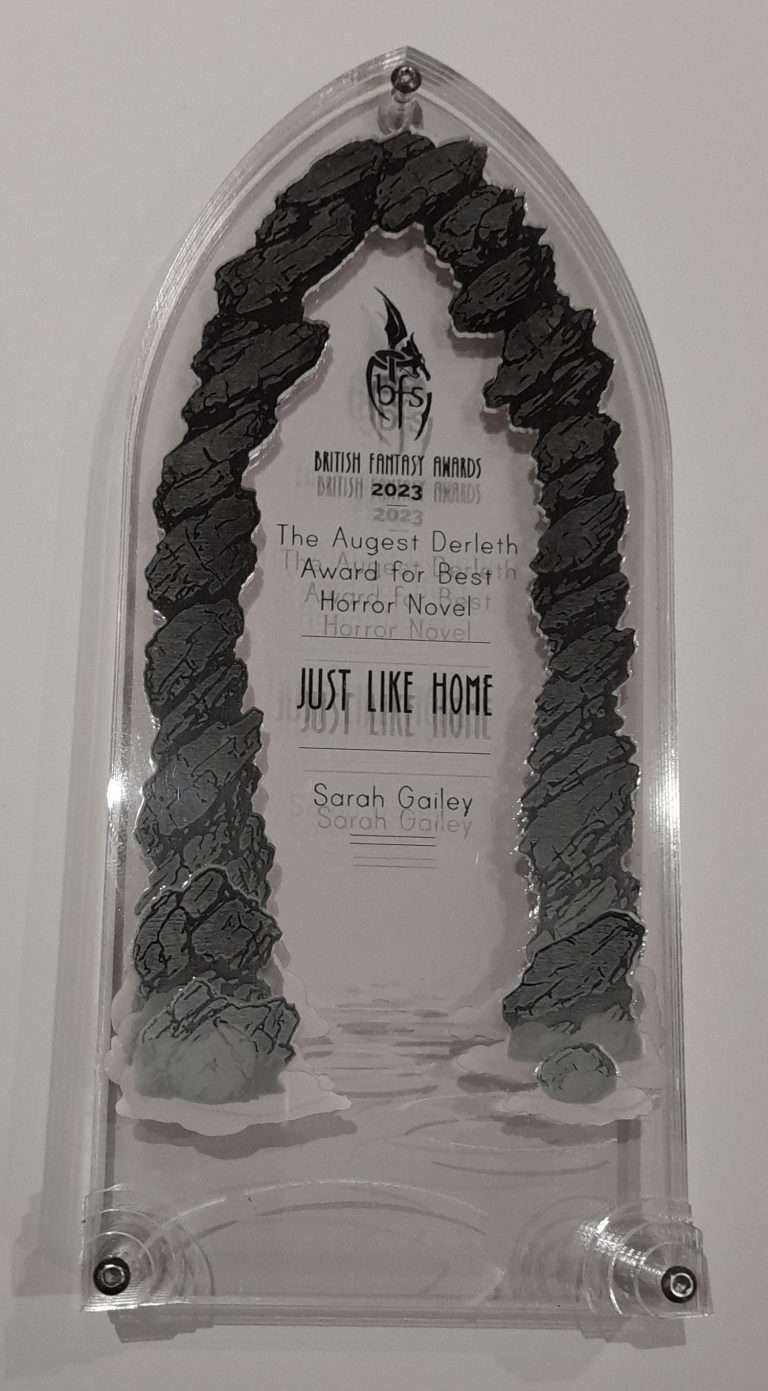 bfs
BRITISH FANTASY AWARDS
2023
The Augest Derleth
Award for Best
Horror Novel
JUST LIKE HOME
Sarah Gailey